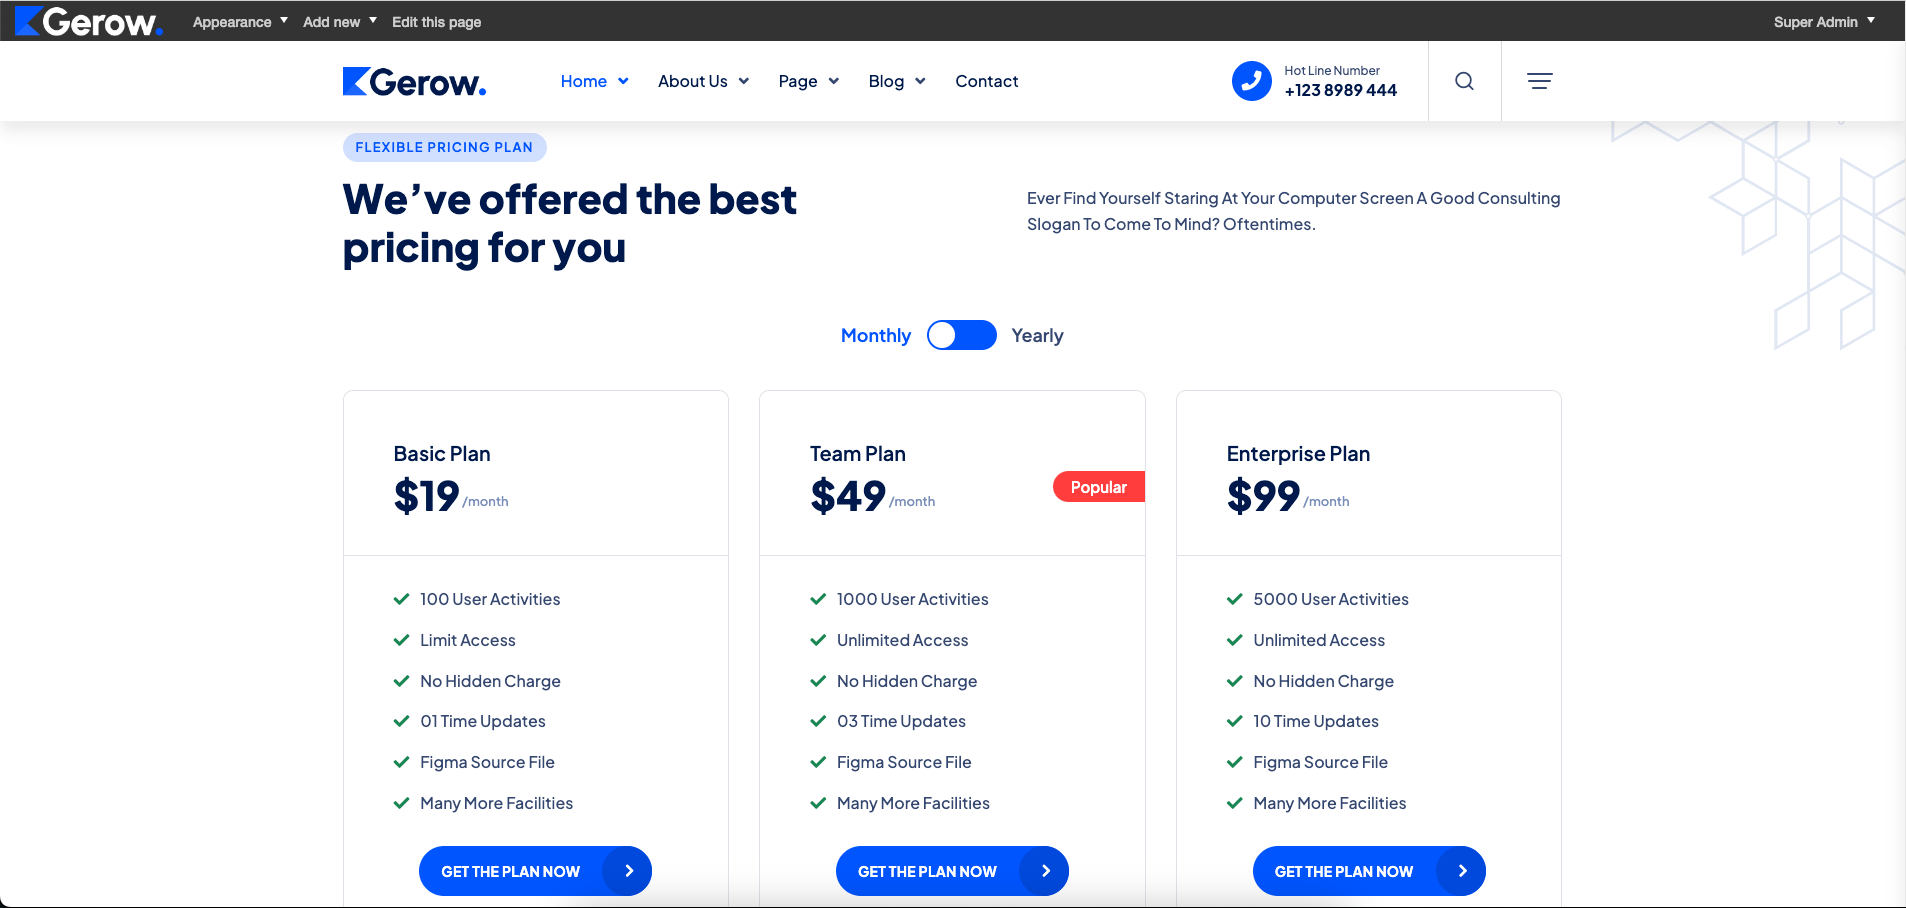 Gerow.
Appearance Add new Edit this page Super Admin
Gerow.
Home About Us Page Blog Contact
Hot Line Number
+123 8989 444
FLEXIBLE PRICING PLAN
We’ve offered the best
pricing for you
Ever Find Yourself Staring At Your Computer Screen A Good Consulting
Slogan To Come To Mind? Oftentimes.
Monthly Yearly
Basic Plan
$19 /month
100 User Activities
Limit Access
No Hidden Charge
01 Time Updates
Figma Source File
Many More Facilities
GET THE PLAN NOW
Team Plan
$49 /month
Popular
1000 User Activities
Unlimited Access
No Hidden Charge
03 Time Updates
Figma Source File
Many More Facilities
GET THE PLAN NOW
Enterprise Plan
$99 /month
5000 User Activities
Unlimited Access
No Hidden Charge
10 Time Updates
Figma Source File
Many More Facilities
GET THE PLAN NOW